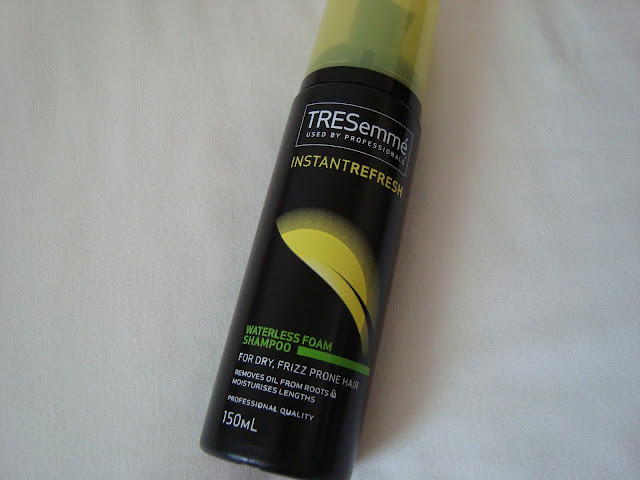 TRESemmé
USED BY PROFESSIONALS
INSTANTREFRESH
WATERLESS FOAM
SHAMPOO
FOR DRY, FRIZZ PRONE HAIR
REMOVES OIL FROM ROOTS &
MOISTURISES LENGTHS
PROFESSIONAL QUALITY
150mL